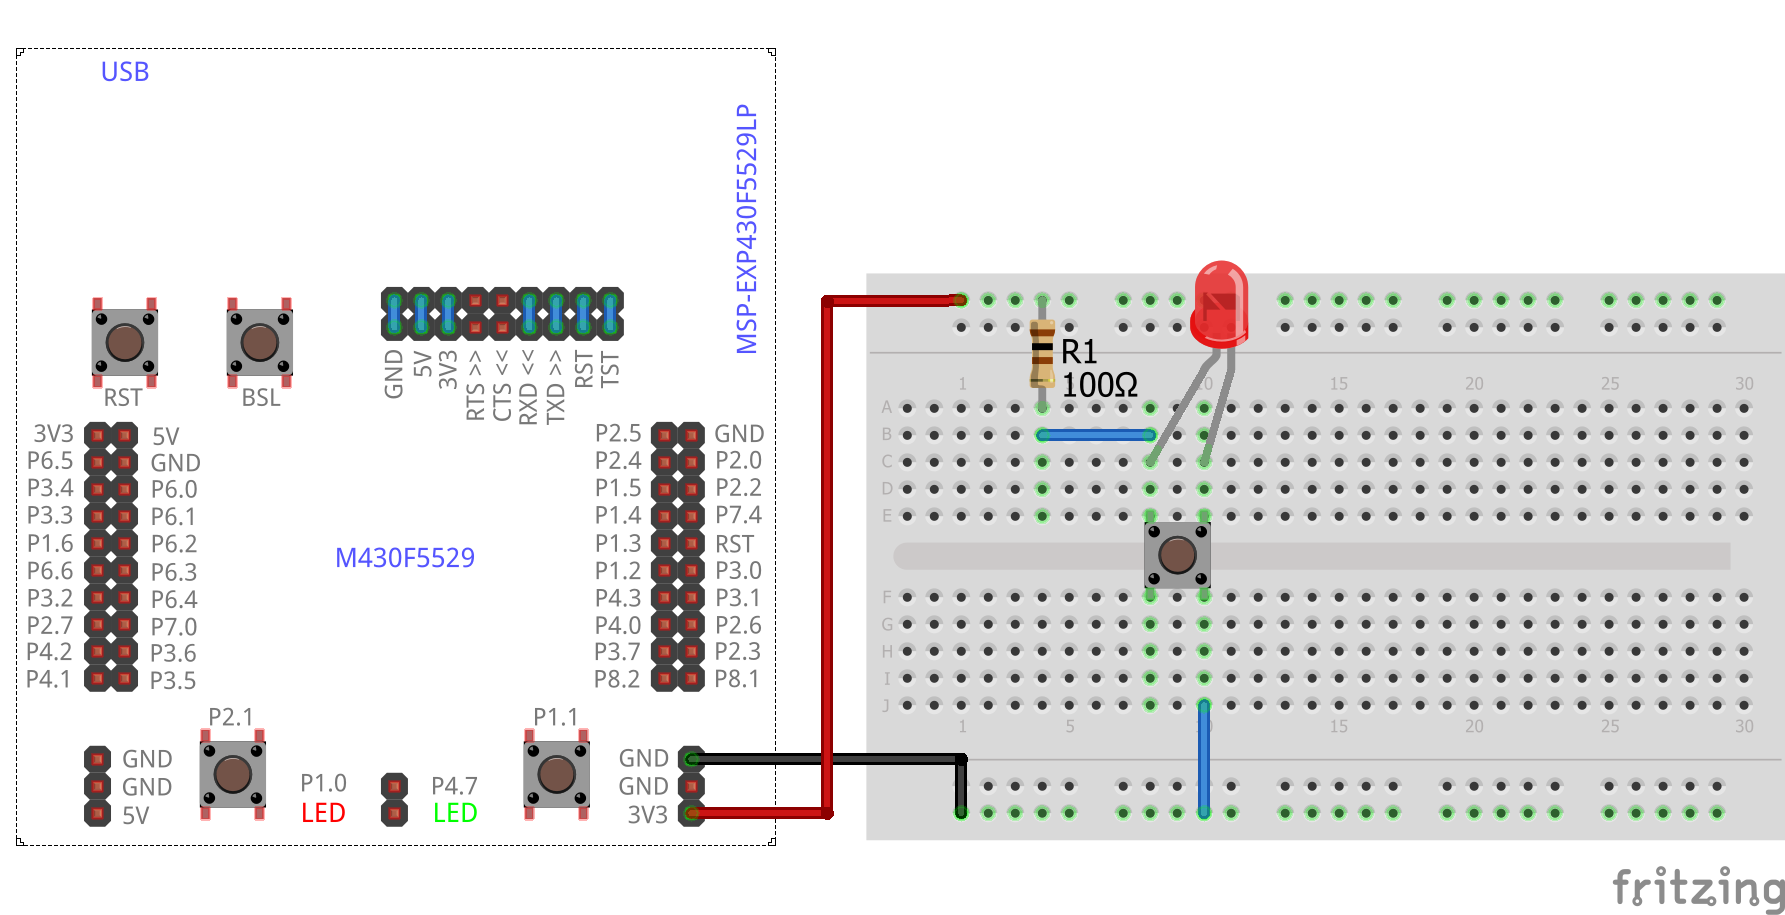 USB
MSP-EXP430F5529LP
RST
BSL
GND
5V
3V3
RTS >>
CTS <<
RXD <<
TXD >>
RST
TST
3V3 5V
P6.5 GND
P3.4 P6.0
P3.3 P6.1
P1.6 P6.2
P6.6 P6.3
P3.2 P6.4
P2.7 P7.0
P4.2 P3.6
P4.1 P3.5
M430F5529
P2.5 GND
P2.4 P2.0
P1.5 P2.2
P1.4 P7.4
P1.3 RST
P1.2 P3.0
P4.3 P3.1
P4.0 P2.6
P3.7 P2.3
P8.2 P8.1
P2.1
P1.1
GND
GND
5V
P1.0
LED
P4.7
LED
GND
GND
3V3
R1
100Ω
1 5 10 15 20 25 30
A
B
C
D
E
F
G
H
I
J
1 5 10 15 20 25 30
fritzing